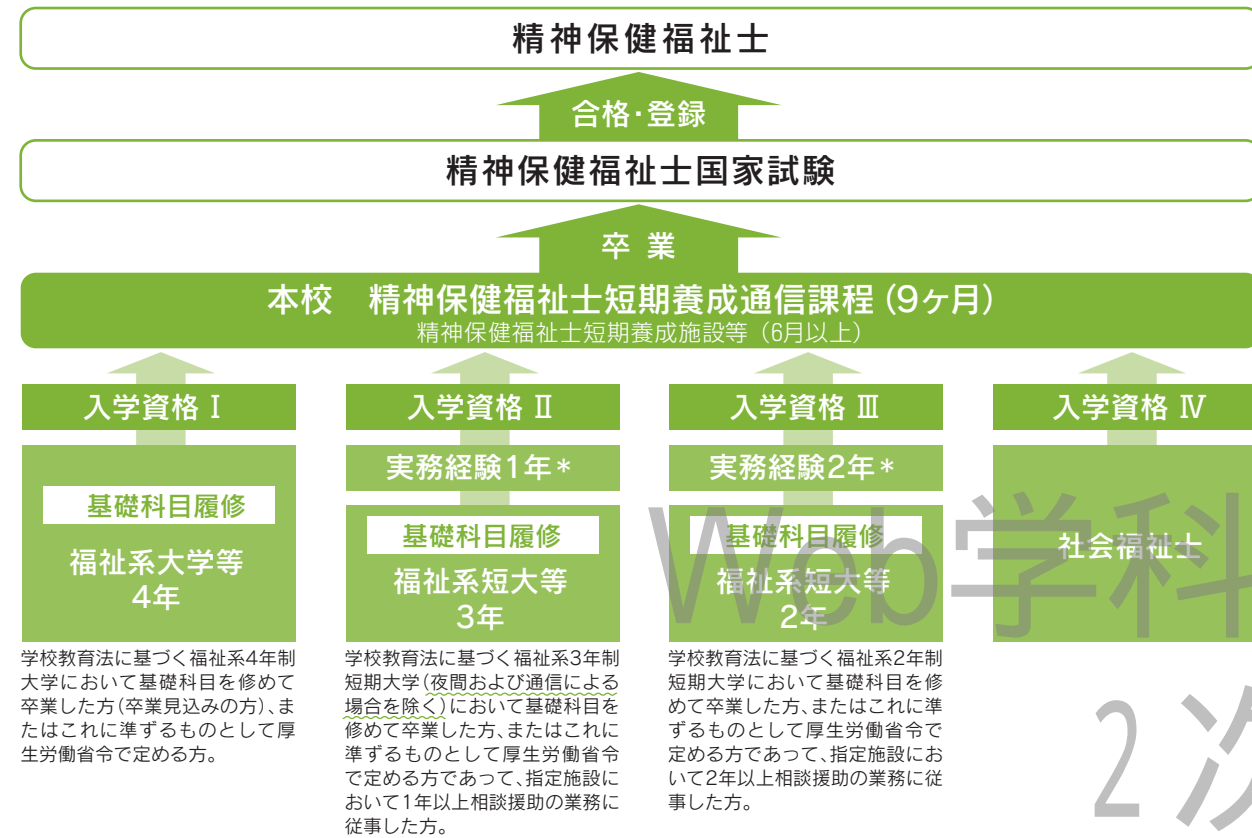 精神保健福祉士
合格・登録
精神保健福祉士国家試験
卒 業
本校　精神保健福祉士短期養成通信課程（9ヶ月）
精神保健福祉士短期養成施設等（6月以上）
入学資格 Ⅰ
基礎科目履修
福祉系大学等
4年
学校教育法に基づく福祉系4年制
大学において基礎科目を修めて
卒業した方（卒業見込みの方）、ま
たはこれに準ずるものとして厚
生労働省令で定める方。
入学資格 Ⅱ
実務経験1年*
基礎科目履修
福祉系短大等
3年
学校教育法に基づく福祉系3年制
短期大学（夜間および通信による
場合を除く）において基礎科目を
修めて卒業した方、またはこれに
準ずるものとして厚生労働省令
で定める方であって、指定施設に
おいて1年以上相談援助の業務に
従事した方。
入学資格 Ⅲ
実務経験2年*
基礎科目履修
福祉系短大等
2年
学校教育法に基づく福祉系2年制
短期大学において基礎科目を修
めて卒業した方、またはこれに準
ずるものとして厚生労働省令で
定める方であって、指定施設にお
いて2年以上相談援助の業務に従
事した方。
入学資格 Ⅳ
社会福祉士
Web学科
2次